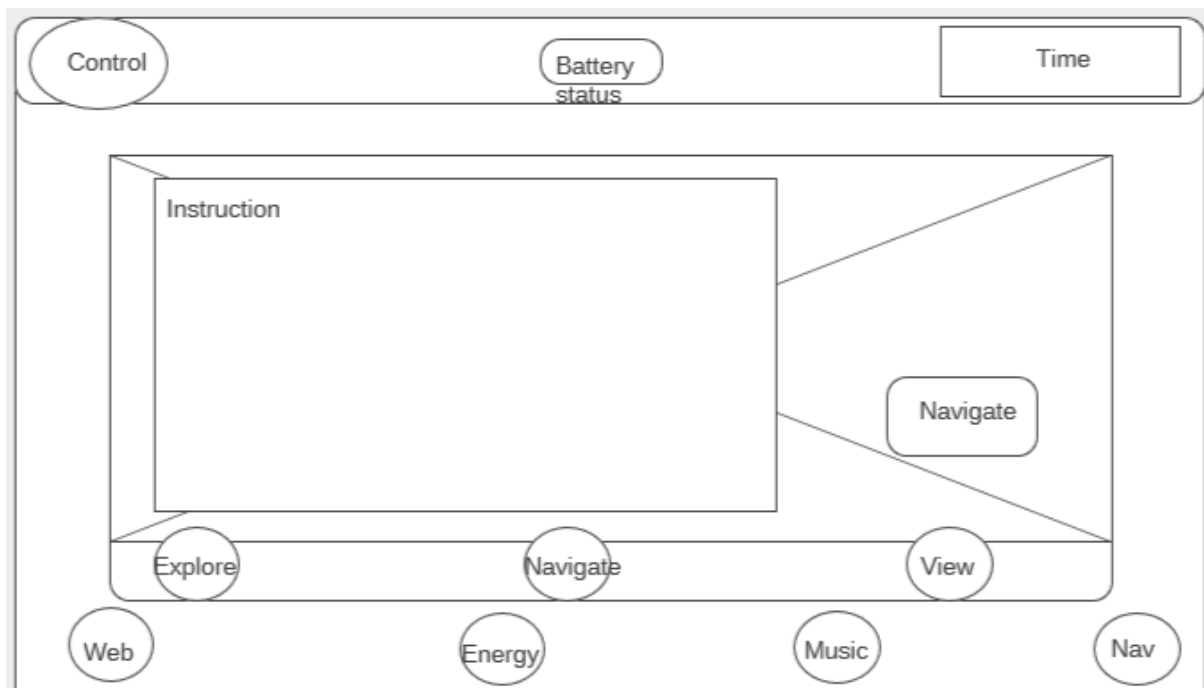 Control
Battery
status
Time
Instruction
Navigate
Explore
Navigate
View
Web
Energy
Music
Nav